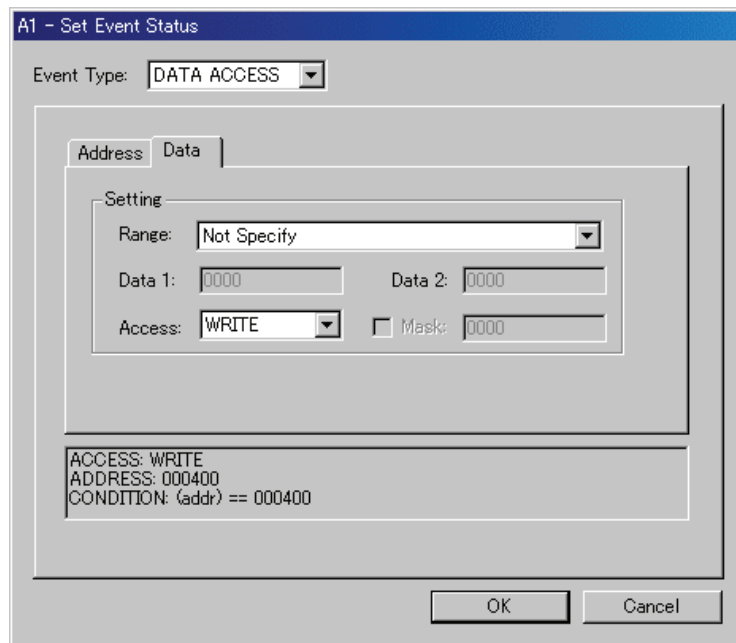 A1 - Set Event Status
Event Type: DATA ACCESS
Address Data
Setting
Range: Not Specify
Data 1: 0000 Data 2: 0000
Access: WRITE Mask: 0000
ACCESS: WRITE
ADDRESS: 000400
CONDITION: (addr) == 000400
OK Cancel